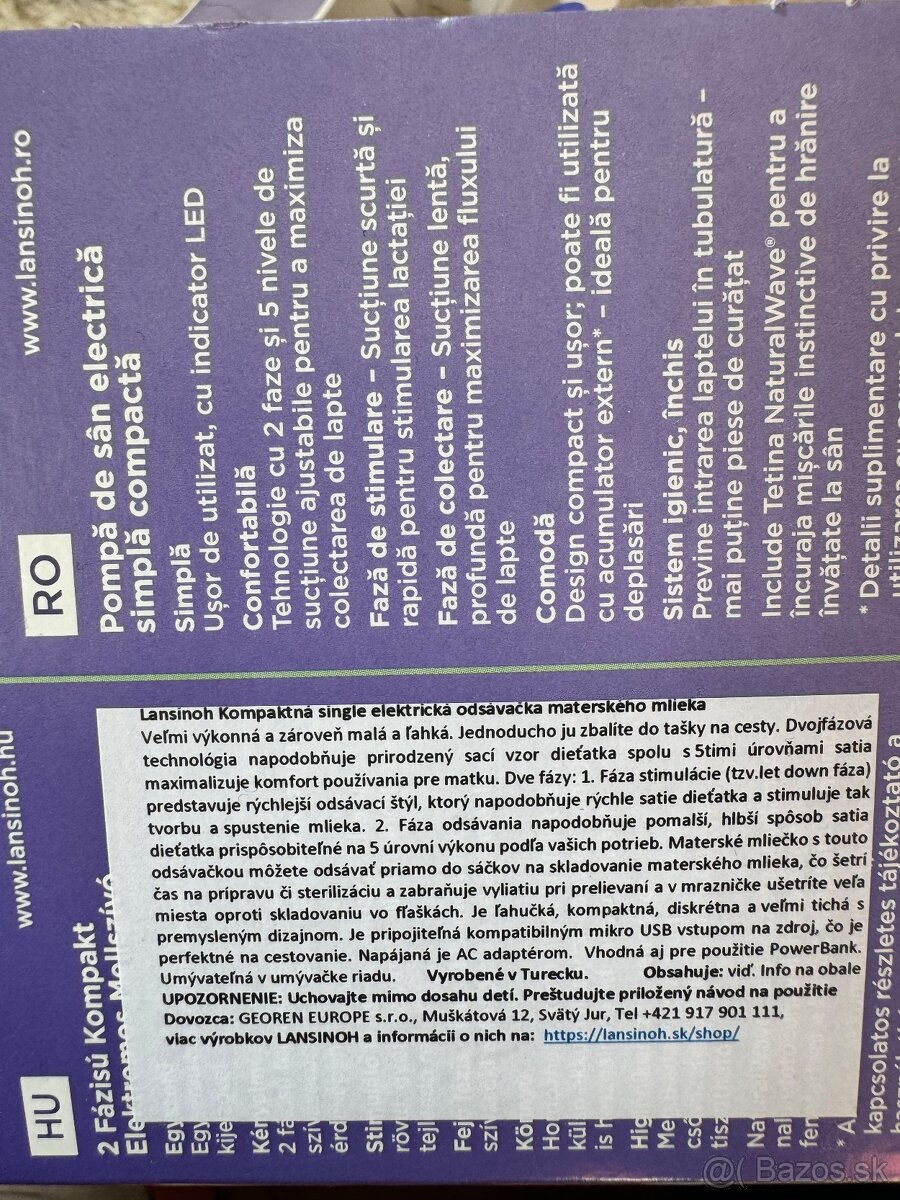 www.lansinoh.ro
RO
Pompă de sân electrică
simplă compactă
Simplă
Ușor de utilizat, cu indicator LED
Confortabilă
Tehnologie cu 2 faze și 5 nivele de
sucțiune ajustabile pentru a maximiza
colectarea de lapte
Fază de stimulare – Sucțiune scurtă și
rapidă pentru stimularea lactației
Fază de colectare – Sucțiune lentă,
profundă pentru maximizarea fluxului
de lapte
Comodă
Design compact și ușor; poate fi utilizată
cu acumulator extern* – ideală pentru
deplasări
Sistem igienic, închis
Previne intrarea laptelui în tubulatură –
mai puține piese de curățat
Include Tetina NaturalWave® pentru a
încuraja mișcările instinctive de hrănire
învățate la sân
* Detalii suplimentare cu privire la
www.lansinoh.hu
HU
2 Fázisú Kompakt
Elektromos Mellszívó
Lansinoh Kompaktná single elektrická odsávačka materského mlieka
Veľmi výkonná a zároveň malá a ľahká. Jednoducho ju zbalíte do tašky na cesty. Dvojfázová
technológia napodobňuje prirodzený sací vzor dieťatka spolu s 5timi úrovňami satia
maximalizuje komfort používania pre matku. Dve fázy: 1. Fáza stimulácie (tzv.let down fáza)
predstavuje rýchlejší odsávací štýl, ktorý napodobňuje rýchle satie dieťatka a stimuluje tak
tvorbu a spustenie mlieka. 2. Fáza odsávania napodobňuje pomalší, hlbší spôsob satia
dieťatka prispôsobiteľné na 5 úrovní výkonu podľa vašich potrieb. Materské mliečko s touto
odsávačkou môžete odsávať priamo do sáčkov na skladovanie materského mlieka, čo šetrí
čas na prípravu či sterilizáciu a zabraňuje vyliatiu pri prelievaní a v mrazničke ušetríte veľa
miesta oproti skladovaniu vo fľaškách. Je ľahučká, kompaktná, diskrétna a veľmi tichá s
premysleným dizajnom. Je pripojiteľná kompatibilným mikro USB vstupom na zdroj, čo je
perfektné na cestovanie. Napájaná je AC adaptérom. Vhodná aj pre použitie PowerBank.
Umývateľná v umývačke riadu. Vyrobené v Turecku. Obsahuje: viď. Info na obale
UPOZORNENIE: Uchovajte mimo dosahu detí. Preštudujte priložený návod na použitie
Dovozca: GEOREN EUROPE s.r.o., Muškátová 12, Svätý Jur, Tel +421 917 901 111,
viac výrobkov LANSINOH a informácii o nich na: https://lansinoh.sk/shop/
* A
kapcsolatos részletes tájékoztató a
@( Bazos.sk